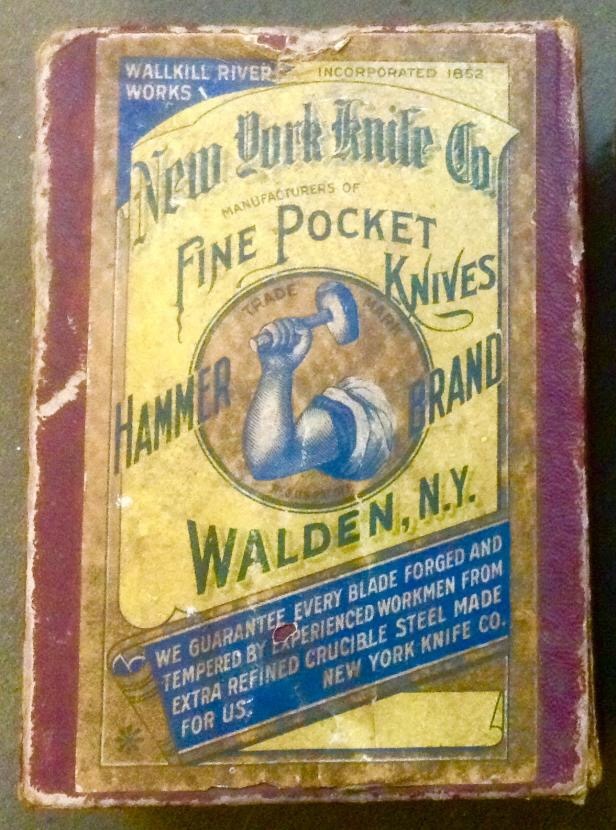 WALLKILL RIVER
WORKS
INCORPORATED 1852
New York Knife Co.
MANUFACTURERS OF
FINE POCKET
KNIVES
TRADE MARK
HAMMER BRAND
WALDEN, N.Y.
WE GUARANTEE EVERY BLADE FORGED AND
TEMPERED BY EXPERIENCED WORKMEN FROM
EXTRA REFINED CRUCIBLE STEEL MADE
FOR US. NEW YORK KNIFE CO.